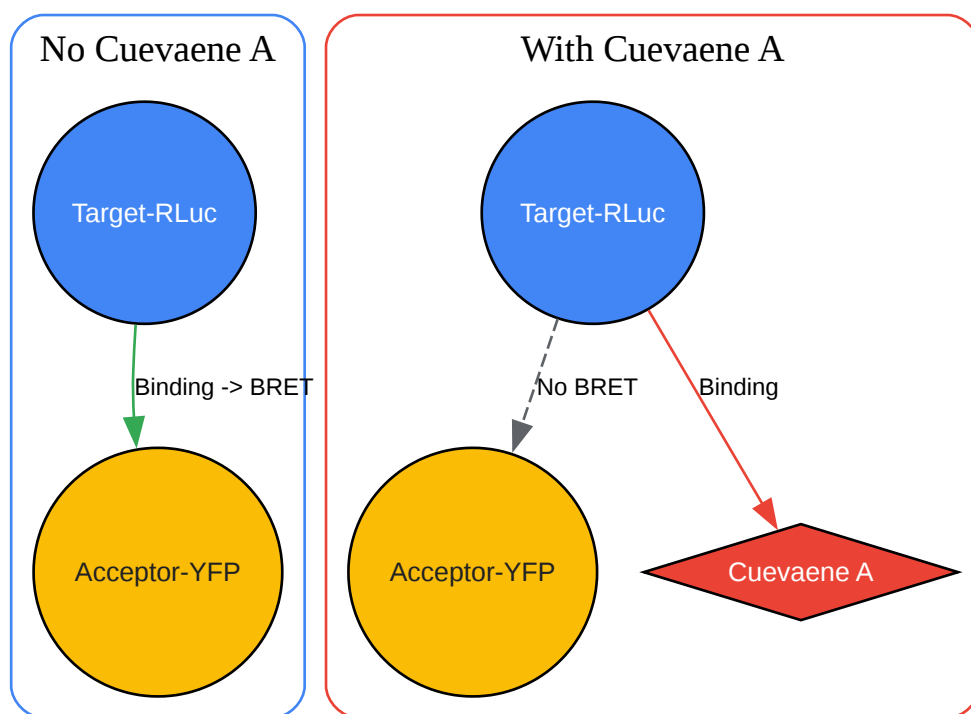 No Cuevaene A
Target-RLuc
Binding -> BRET
Acceptor-YFP
With Cuevaene A
Target-RLuc
No BRET
Binding
Acceptor-YFP
Cuevaene A